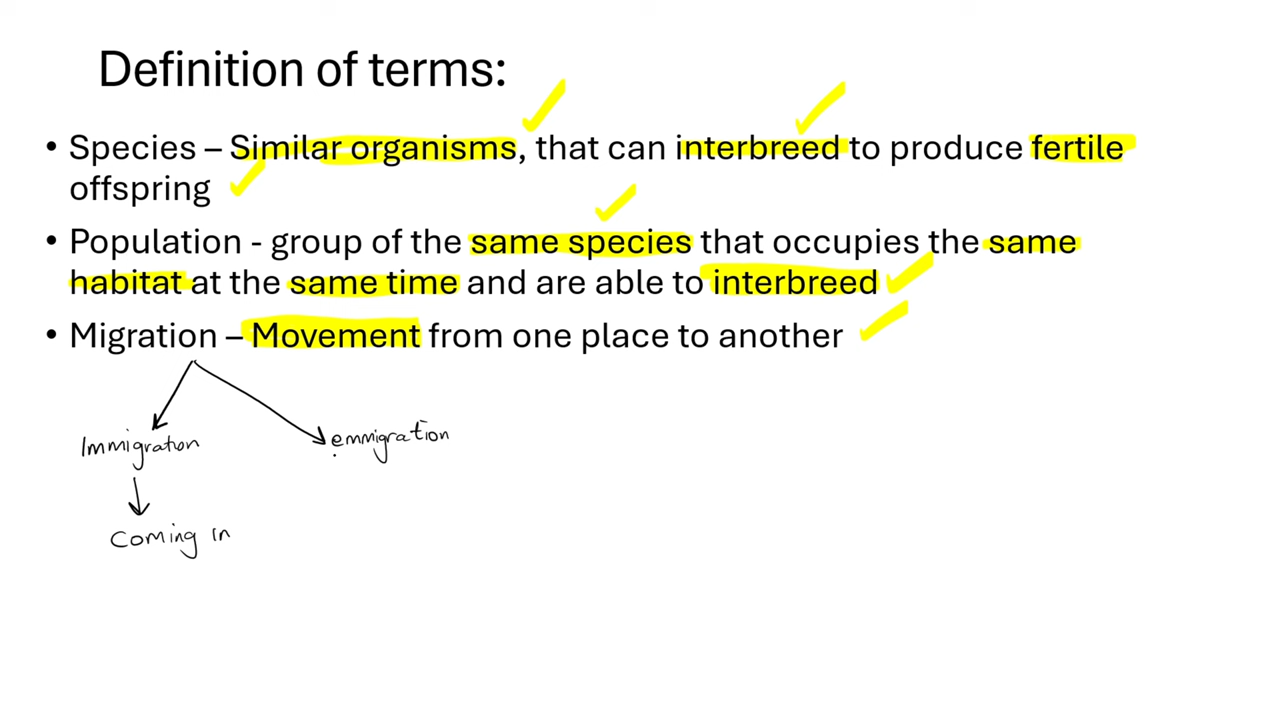 Definition of terms:
• Species – Similar organisms, that can interbreed to produce fertile
offspring
• Population - group of the same species that occupies the same
habitat at the same time and are able to interbreed
• Migration – Movement from one place to another
Immigration
emmigration
Coming in